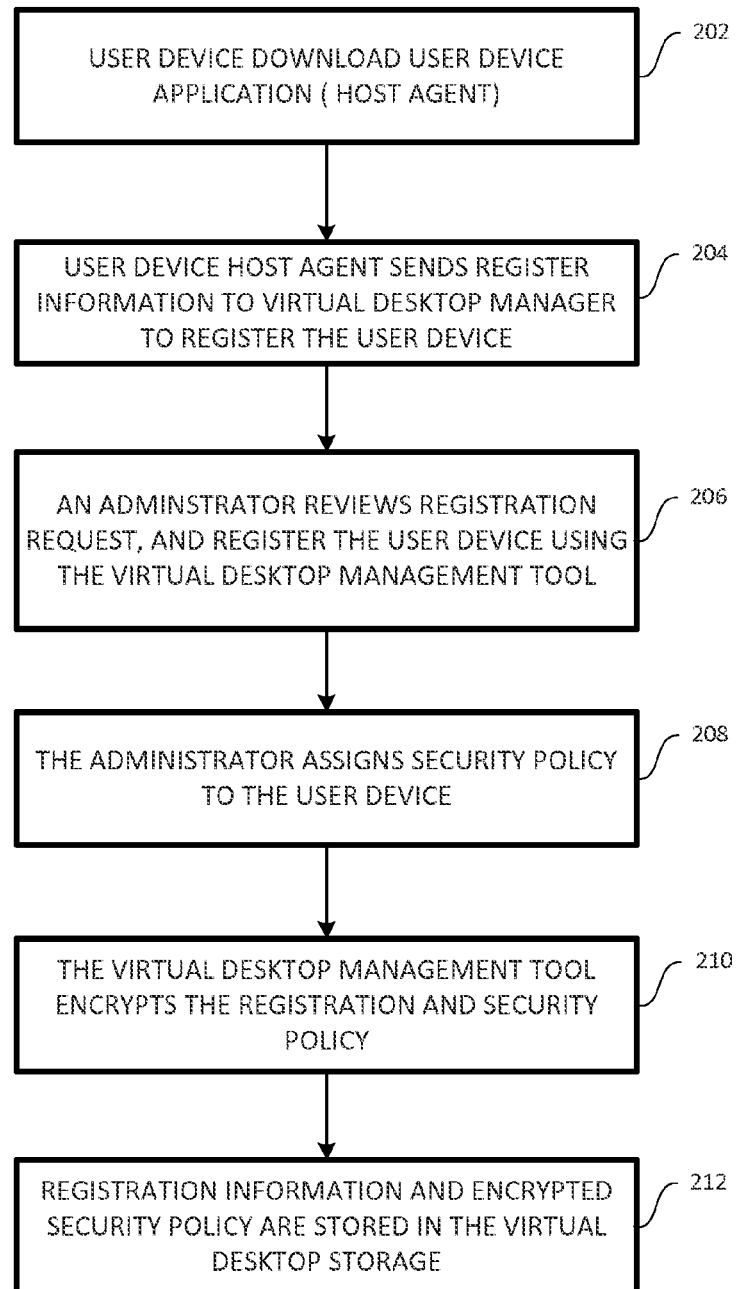 USER DEVICE DOWNLOAD USER DEVICE
APPLICATION ( HOST AGENT)
202
USER DEVICE HOST AGENT SENDS REGISTER
INFORMATION TO VIRTUAL DESKTOP MANAGER
TO REGISTER THE USER DEVICE
204
AN ADMINSTRATOR REVIEWS REGISTRATION
REQUEST, AND REGISTER THE USER DEVICE USING
THE VIRTUAL DESKTOP MANAGEMENT TOOL
206
THE ADMINISTRATOR ASSIGNS SECURITY POLICY
TO THE USER DEVICE
208
THE VIRTUAL DESKTOP MANAGEMENT TOOL
ENCRYPTS THE REGISTRATION AND SECURITY
POLICY
210
REGISTRATION INFORMATION AND ENCRYPTED
SECURITY POLICY ARE STORED IN THE VIRTUAL
DESKTOP STORAGE
212